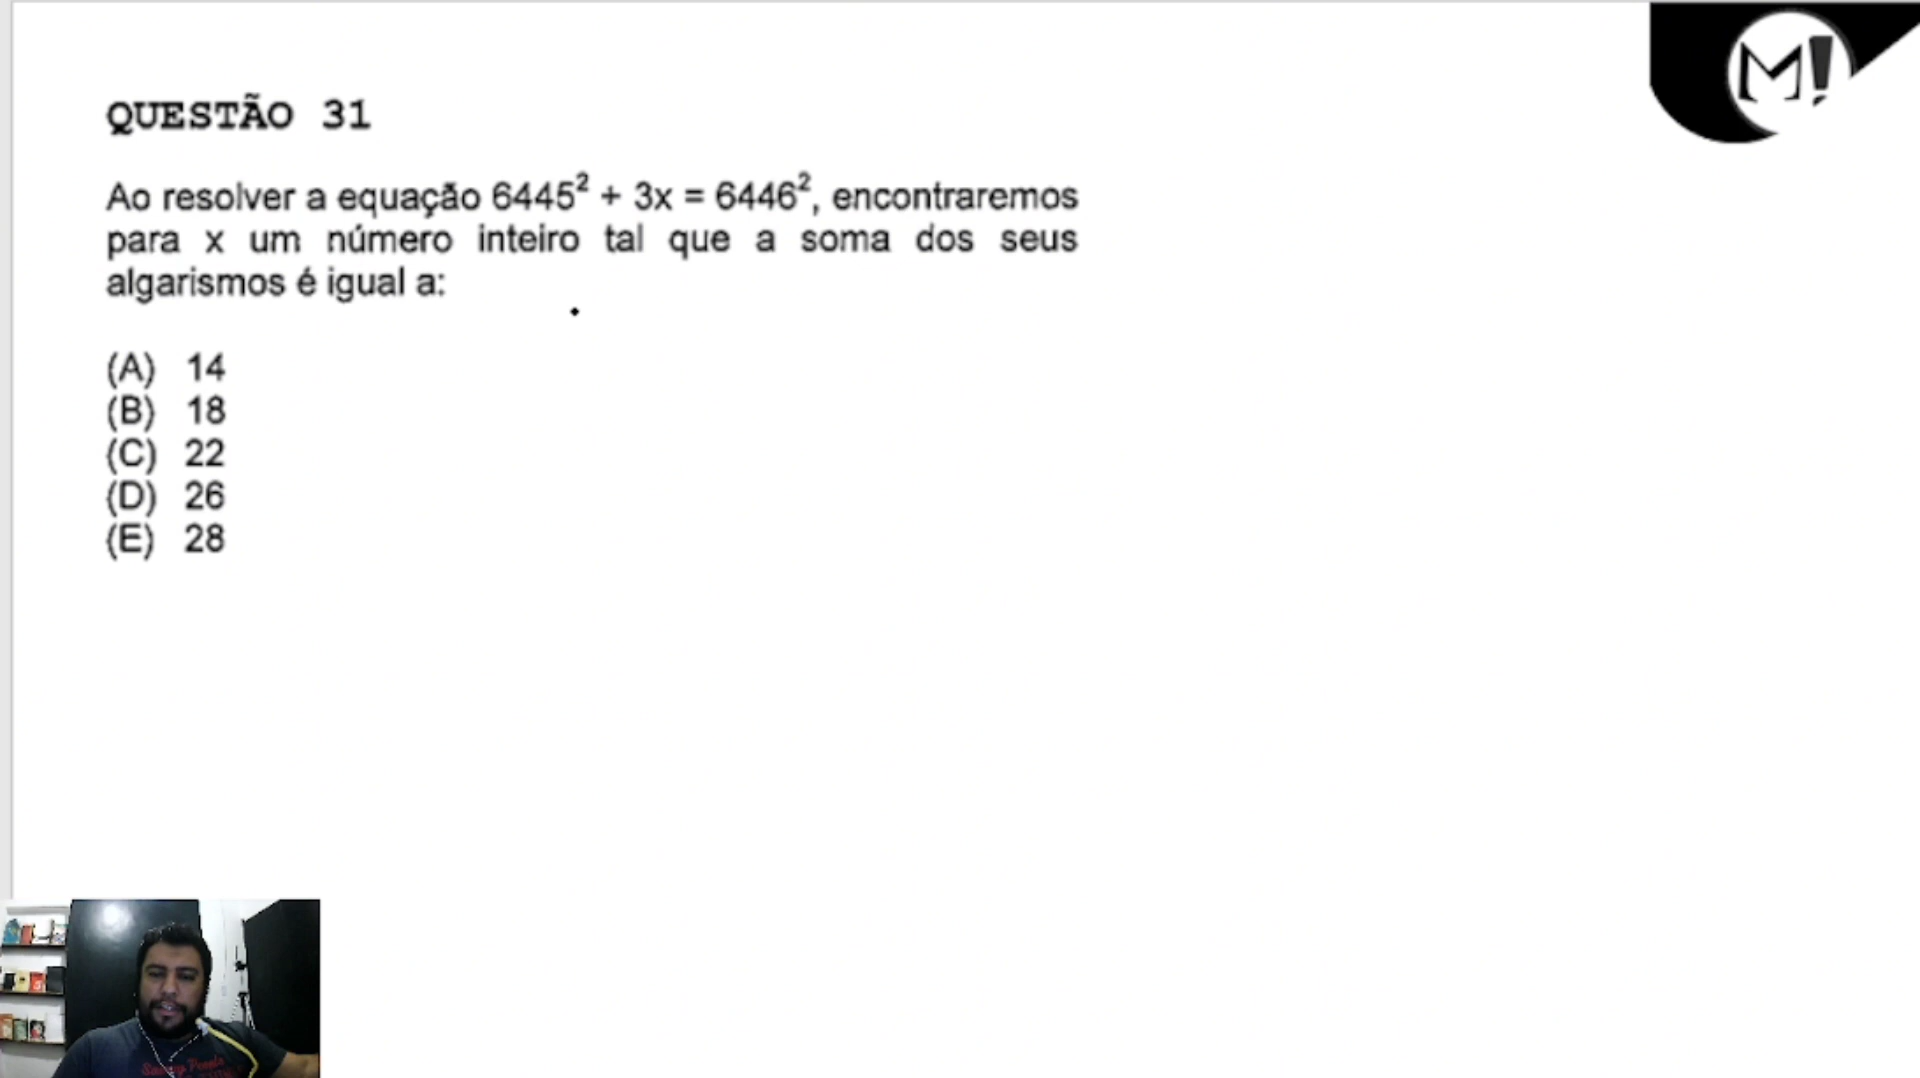 QUESTÃO 31
Ao resolver a equação 6445² + 3x = 6446², encontraremos
para x um número inteiro tal que a soma dos seus
algarismos é igual a:
(A) 14
(B) 18
(C) 22
(D) 26
(E) 28
M!